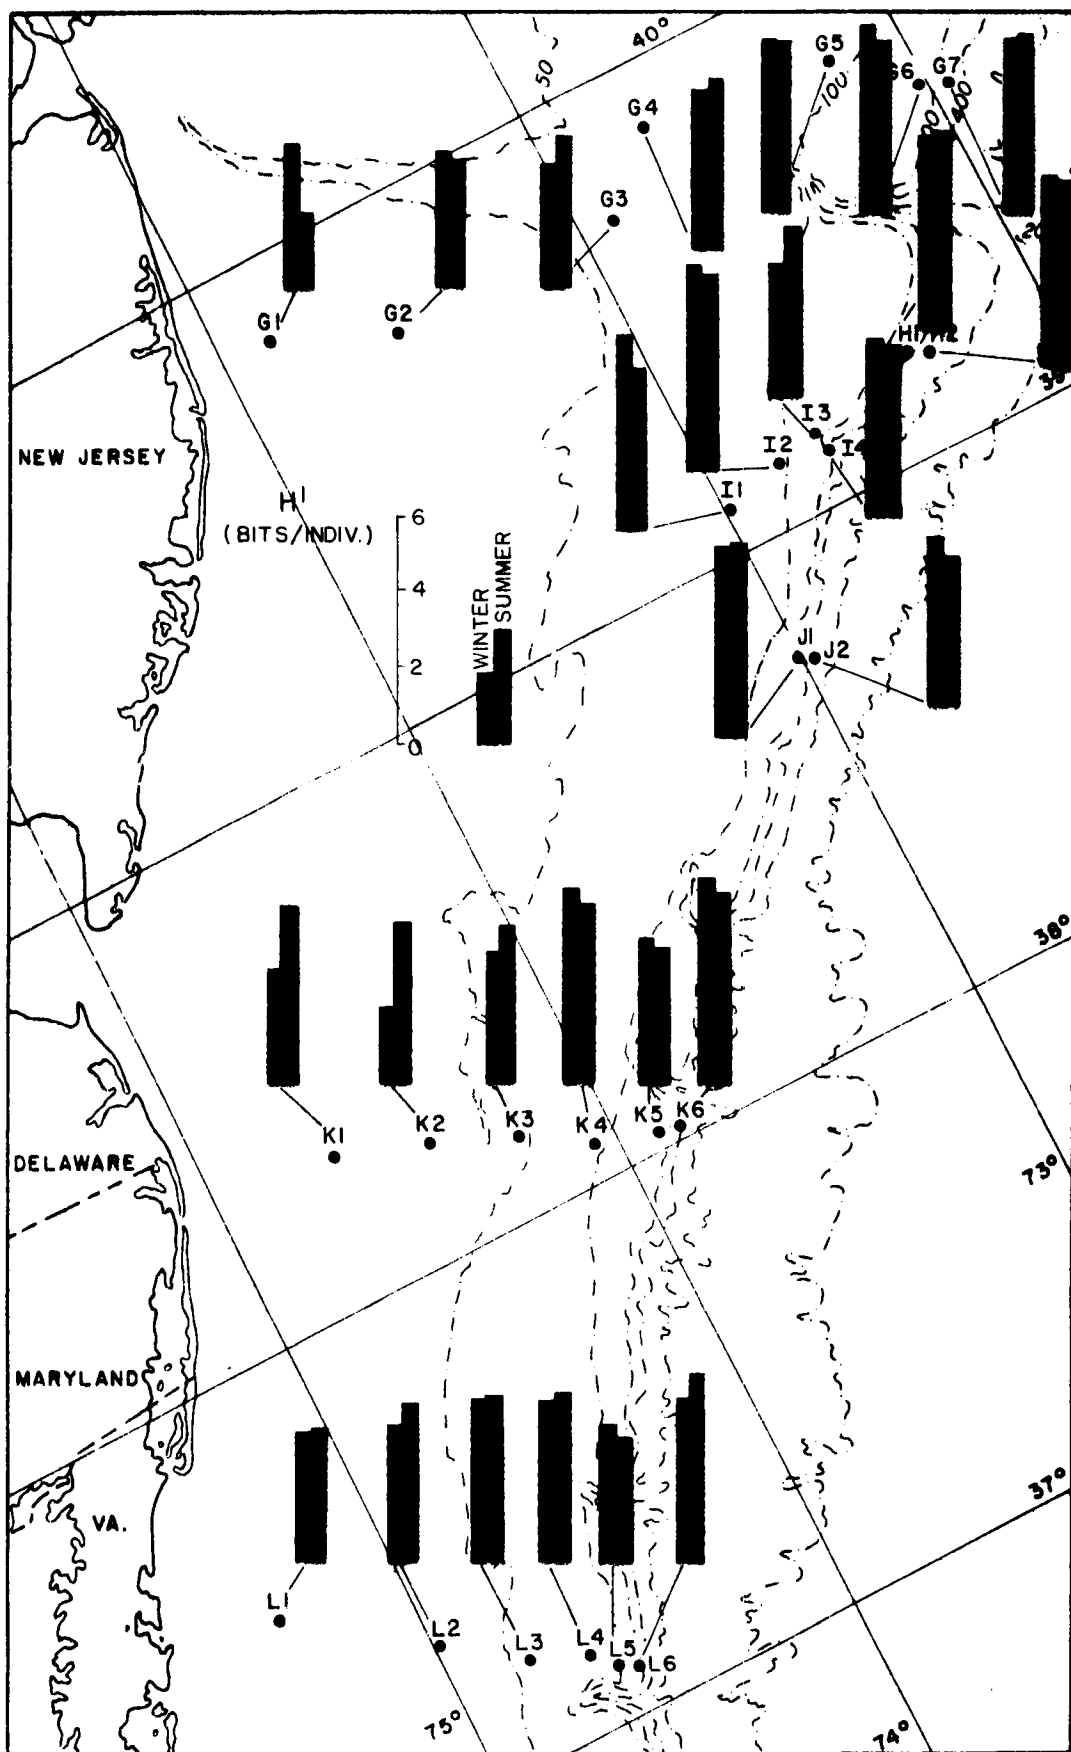 40°
50
G5
G6
G7
100
400
G4
G3
G1
G2
H1
H2
I3
I2
I4
I1
NEW JERSEY
H'
(BITS/INDIV.)
6
4
2
0
WINTER
SUMMER
J1
J2
38°
K1
K2
K3
K4
K5
K6
DELAWARE
73°
MARYLAND
37°
VA.
L1
L2
L3
L4
L5
L6
75°
74°